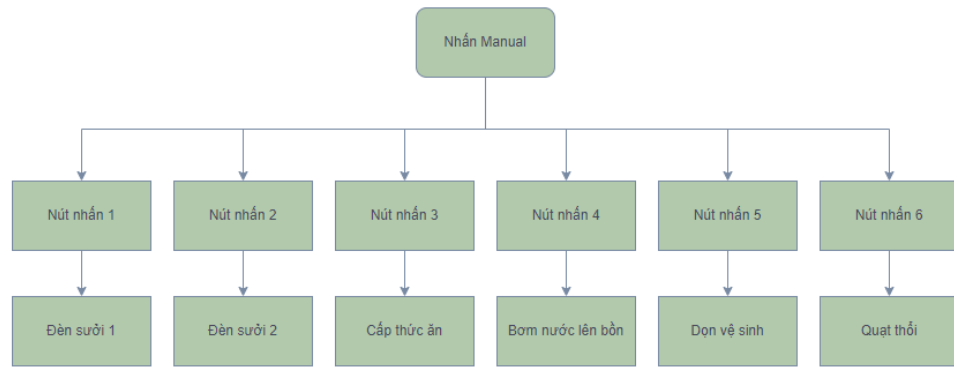 Nhấn Manual
Nút nhấn 1
Nút nhấn 2
Nút nhấn 3
Nút nhấn 4
Nút nhấn 5
Nút nhấn 6
Đèn sưởi 1
Đèn sưởi 2
Cấp thức ăn
Bơm nước lên bồn
Dọn vệ sinh
Quạt thổi